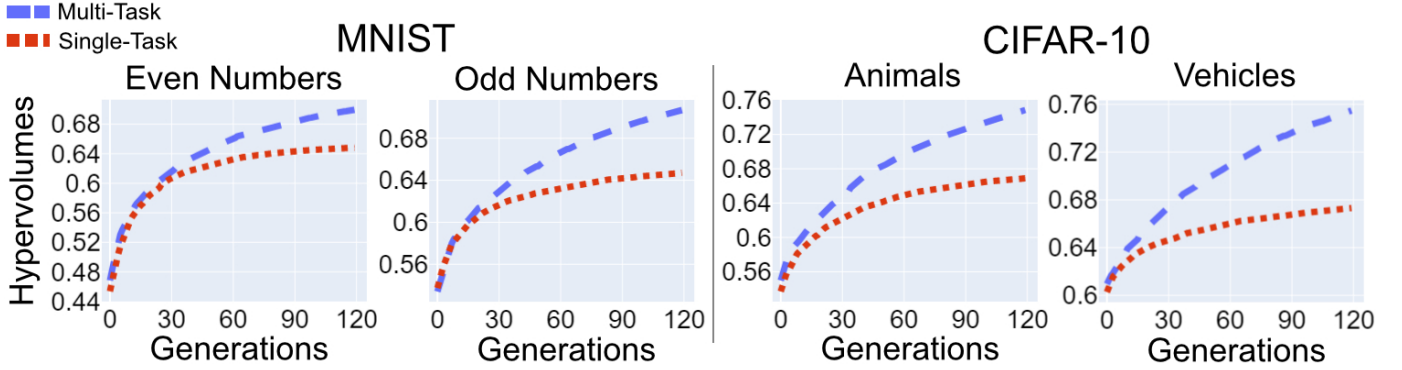 Multi-Task
Single-Task
MNIST
CIFAR-10
Even Numbers
Odd Numbers
Animals
Vehicles
Hypervolumes
0.68
0.64
0.6
0.56
0.52
0.48
0.44
0 30 60 90 120
Generations
0.68
0.64
0.6
0.56
0 30 60 90 120
Generations
0.76
0.72
0.68
0.64
0.6
0.56
0 30 60 90 120
Generations
0.76
0.72
0.68
0.64
0.6
0 30 60 90 120
Generations